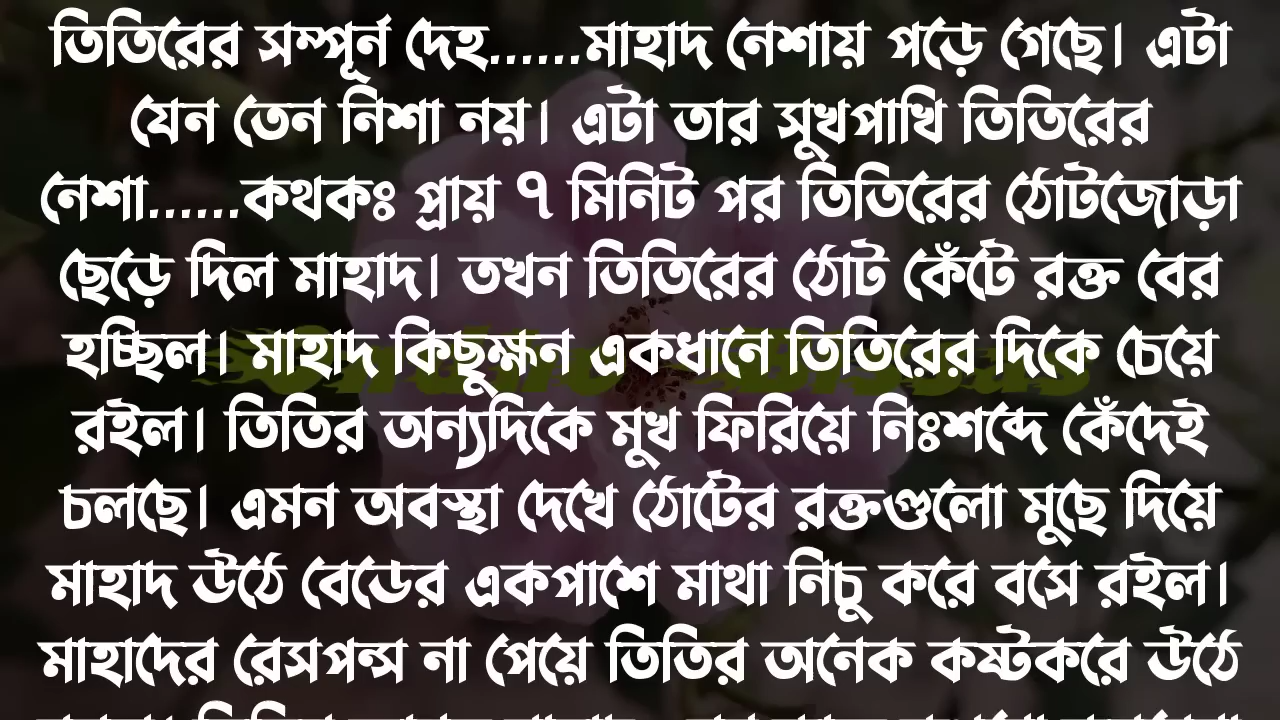 তিতিরের সম্পূর্ন দেহ......মাহাদ নেশায় পড়ে গেছে। এটা
যেন তেন নিশা নয়। এটা তার সুখপাখি তিতিরের
নেশা......কথকঃ প্রায় ৭ মিনিট পর তিতিরের ঠোটজোড়া
ছেড়ে দিল মাহাদ। তখন তিতিরের ঠোট কেঁটে রক্ত বের
হচ্ছিল। মাহাদ কিছুক্ষন একধানে তিতিরের দিকে চেয়ে
রইল। তিতির অন্যদিকে মুখ ফিরিয়ে নিঃশব্দে কেঁদেই
চলছে। এমন অবস্থা দেখে ঠোটের রক্তগুলো মুছে দিয়ে
মাহাদ উঠে বেডের একপাশে মাথা নিচু করে বসে রইল।
মাহাদের রেসপন্স না পেয়ে তিতির অনেক কষ্টকরে উঠে